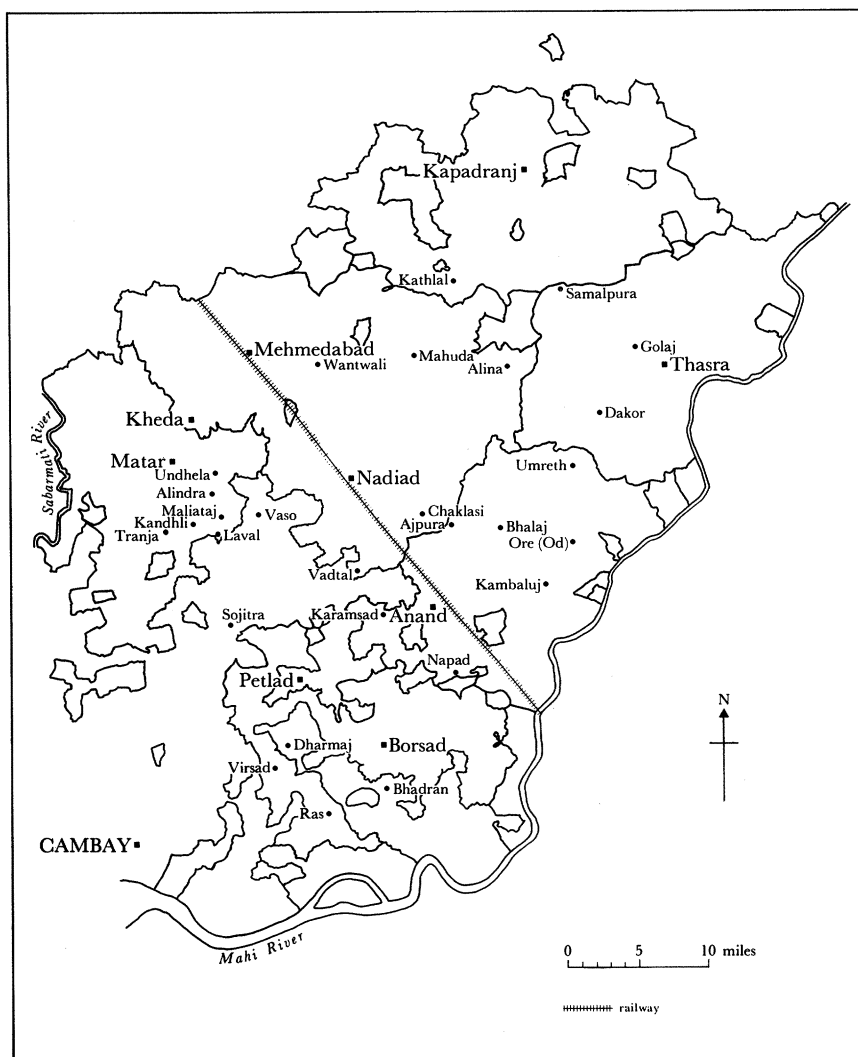 Kapadranj
Kathlal
Samalpura
Golaj
Mehmedabad
Mahuda
Wantwali
Alina
Thasra
Dakor
Kheda
Sabarmati River
Matar
Undhela
Umreth
Nadiad
Alindra
Maliataj
Vaso
Chaklasi
Kandhli
Ajpura
Bhalaj
Tranja
Laval
Ore (Od)
Vadtal
Kambaluj
Sojitra
Karamsad
Anand
Napad
Petlad
N
Dharmaj
Borsad
Virsad
Bhadran
Ras
CAMBAY
Mahi River
0 5 10 miles
railway